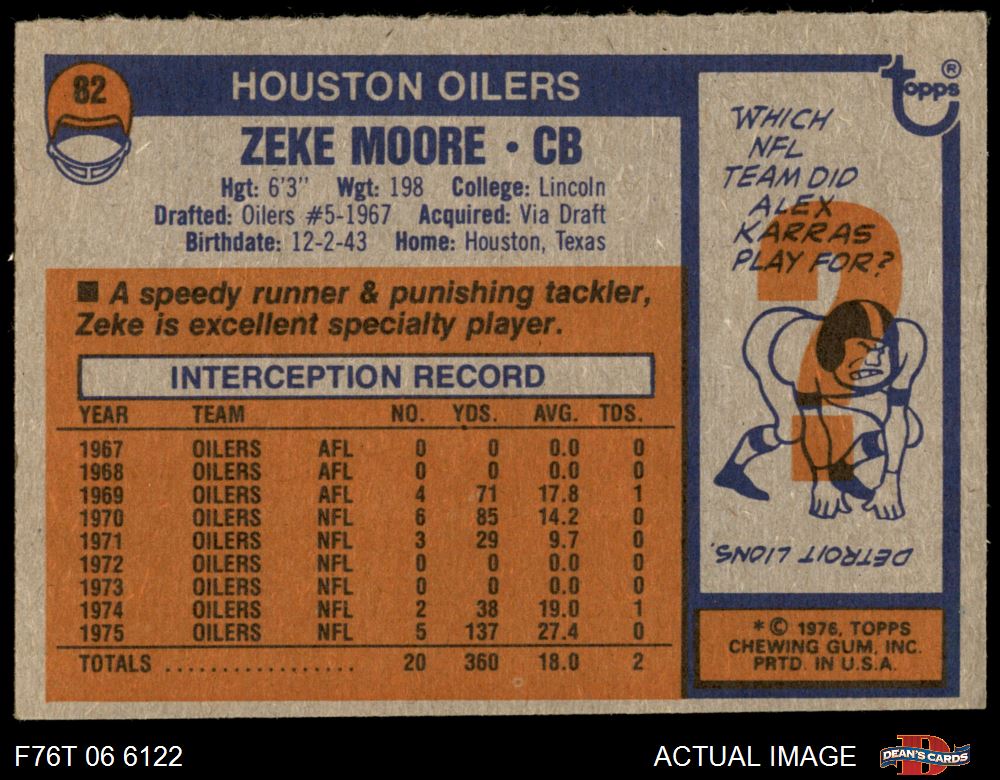 82
HOUSTON OILERS
ZEKE MOORE • CB
Hgt: 6'3" Wgt: 198 College: Lincoln
Drafted: Oilers #5-1967 Acquired: Via Draft
Birthdate: 12-2-43 Home: Houston, Texas
■ A speedy runner & punishing tackler,
Zeke is excellent specialty player.
INTERCEPTION RECORD
YEAR TEAM NO. YDS. AVG. TDS.
1967 OILERS AFL 0 0 0.0 0
1968 OILERS AFL 0 0 0.0 0
1969 OILERS AFL 4 71 17.8 1
1970 OILERS NFL 6 85 14.2 0
1971 OILERS NFL 3 29 9.7 0
1972 OILERS NFL 0 0 0.0 0
1973 OILERS NFL 0 0 0.0 0
1974 OILERS NFL 2 38 19.0 1
1975 OILERS NFL 5 137 27.4 0
TOTALS .................. 20 360 18.0 2
topps ®
WHICH
NFL
TEAM DID
ALEX
KARRAS
PLAY FOR?
?
DETROIT LIONS.
* © 1976, TOPPS
CHEWING GUM, INC.
PRTD. IN U.S.A.
F76T 06 6122
ACTUAL IMAGE
D
DEAN'S CARDS